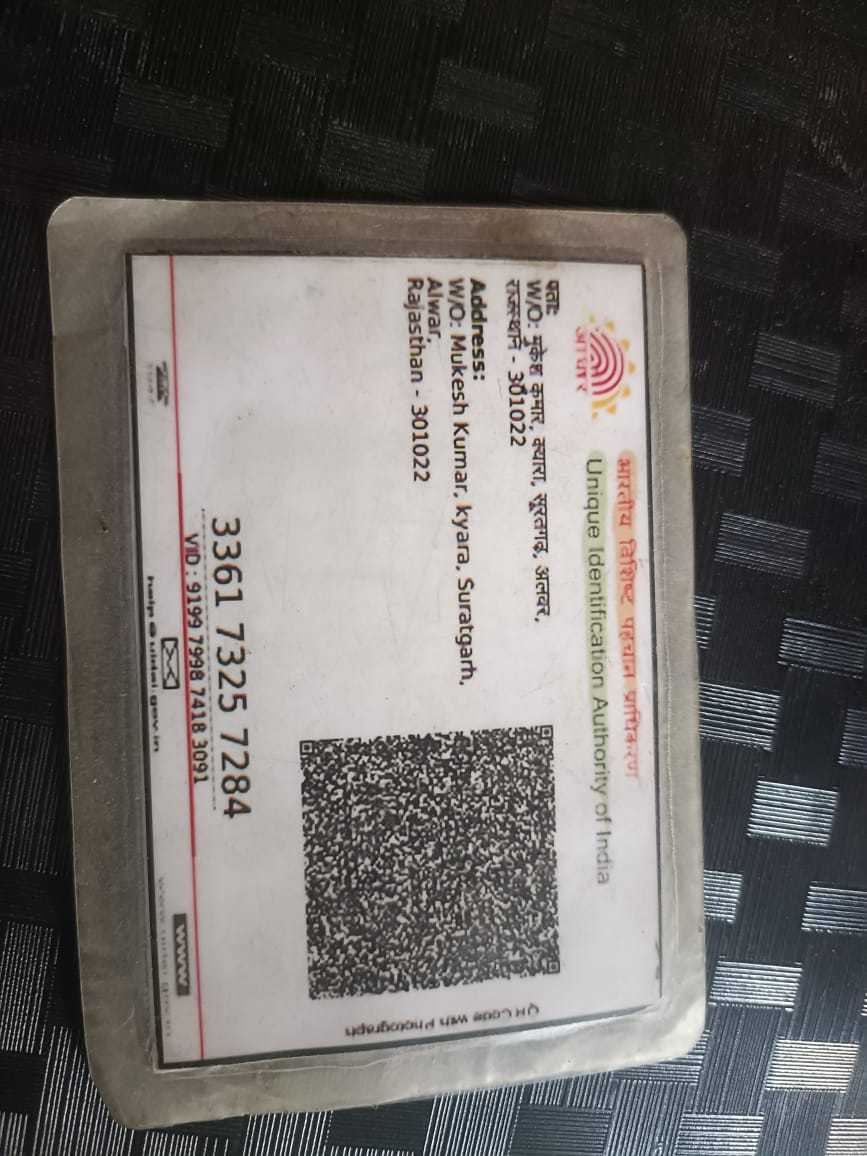 भारतीय विशिष्ट पहचान प्राधिकरण
Unique Identification Authority of India
आधार
पता:
W/O: मुकेश कुमार, क्यारा, सूरतगढ, अलवर,
राजस्थान - 301022
Address:
W/O: Mukesh Kumar, kyara, Suratgarh,
Alwar,
Rajasthan - 301022
QR Code with Photograph
3361 7325 7284
VID : 9199 7998 7418 3091
1947
help@uidai.gov.in
www